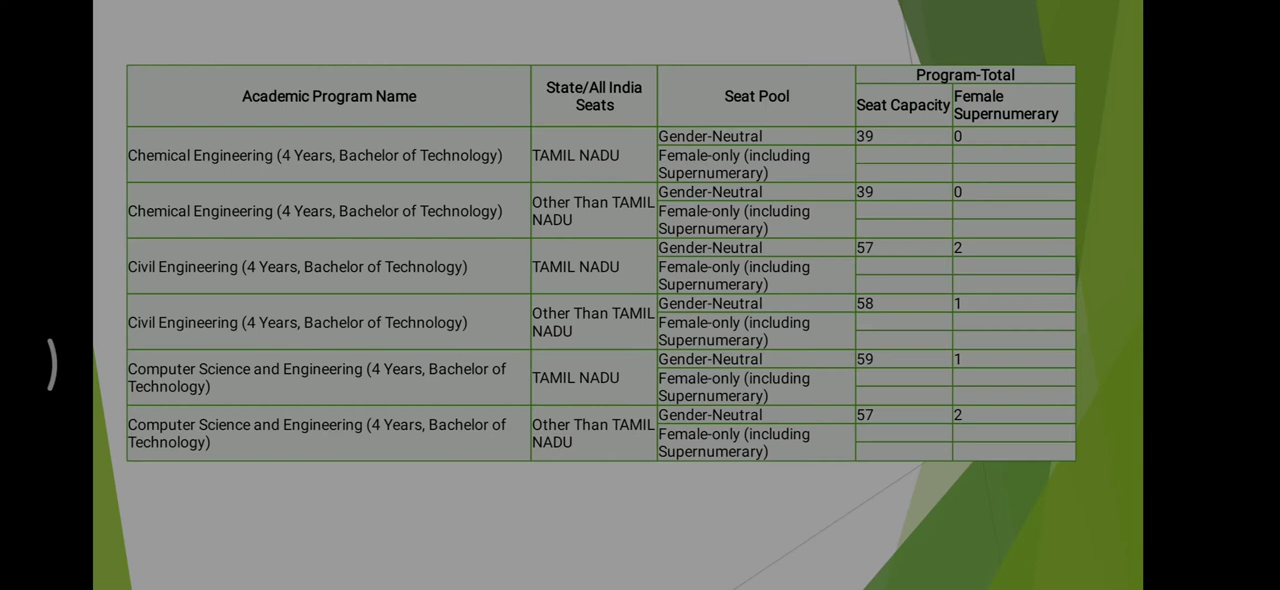 Program-Total
Academic Program Name
State/All India
Seats
Seat Pool
Seat Capacity
Female
Supernumerary
Chemical Engineering (4 Years, Bachelor of Technology)
TAMIL NADU
Gender-Neutral
39
0
Female-only (including
Supernumerary)
Chemical Engineering (4 Years, Bachelor of Technology)
Other Than TAMIL
NADU
Gender-Neutral
39
0
Female-only (including
Supernumerary)
Civil Engineering (4 Years, Bachelor of Technology)
TAMIL NADU
Gender-Neutral
57
2
Female-only (including
Supernumerary)
Civil Engineering (4 Years, Bachelor of Technology)
Other Than TAMIL
NADU
Gender-Neutral
58
1
Female-only (including
Supernumerary)
Computer Science and Engineering (4 Years, Bachelor of
Technology)
TAMIL NADU
Gender-Neutral
59
1
Female-only (including
Supernumerary)
Computer Science and Engineering (4 Years, Bachelor of
Technology)
Other Than TAMIL
NADU
Gender-Neutral
57
2
Female-only (including
Supernumerary)